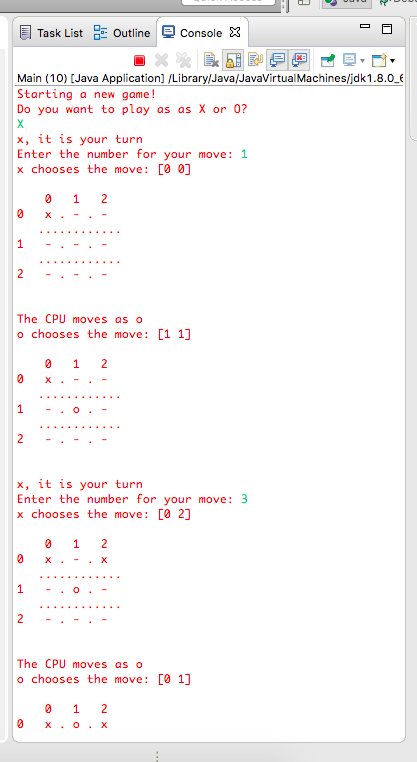 Task List Outline Console
Main (10) [Java Application] /Library/Java/JavaVirtualMachines/jdk1.8.0_6
Starting a new game!
Do you want to play as as X or O?
X
x, it is your turn
Enter the number for your move: 1
x chooses the move: [0 0]
0 1 2
0 x . - . -
............
1 - . - . -
............
2 - . - . -
The CPU moves as o
o chooses the move: [1 1]
0 1 2
0 x . - . -
............
1 - . o . -
............
2 - . - . -
x, it is your turn
Enter the number for your move: 3
x chooses the move: [0 2]
0 1 2
0 x . - . x
............
1 - . o . -
............
2 - . - . -
The CPU moves as o
o chooses the move: [0 1]
0 1 2
0 x . o . x